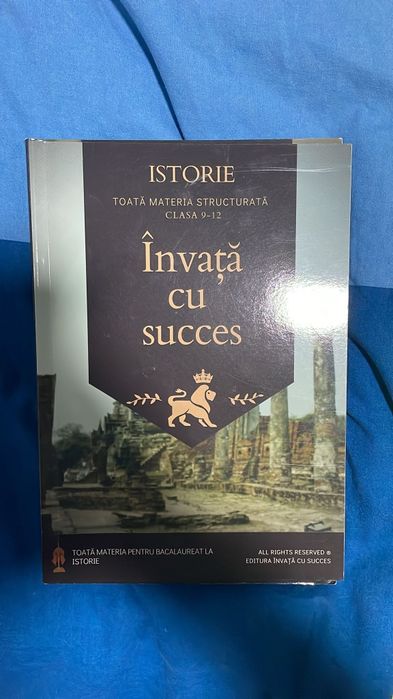 ISTORIE
TOATĂ MATERIA STRUCTURATĂ
CLASA 9-12
Învață
cu
succes
TOATĂ MATERIA PENTRU BACALAUREAT LA
ISTORIE
ALL RIGHTS RESERVED ®
EDITURA ÎNVAȚĂ CU SUCCES